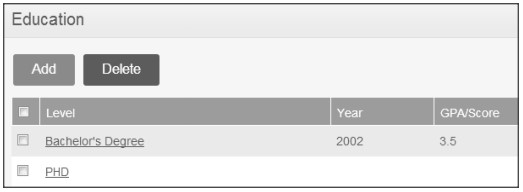 Education
Add Delete
Level Year GPA/Score
Bachelor's Degree 2002 3.5
PHD